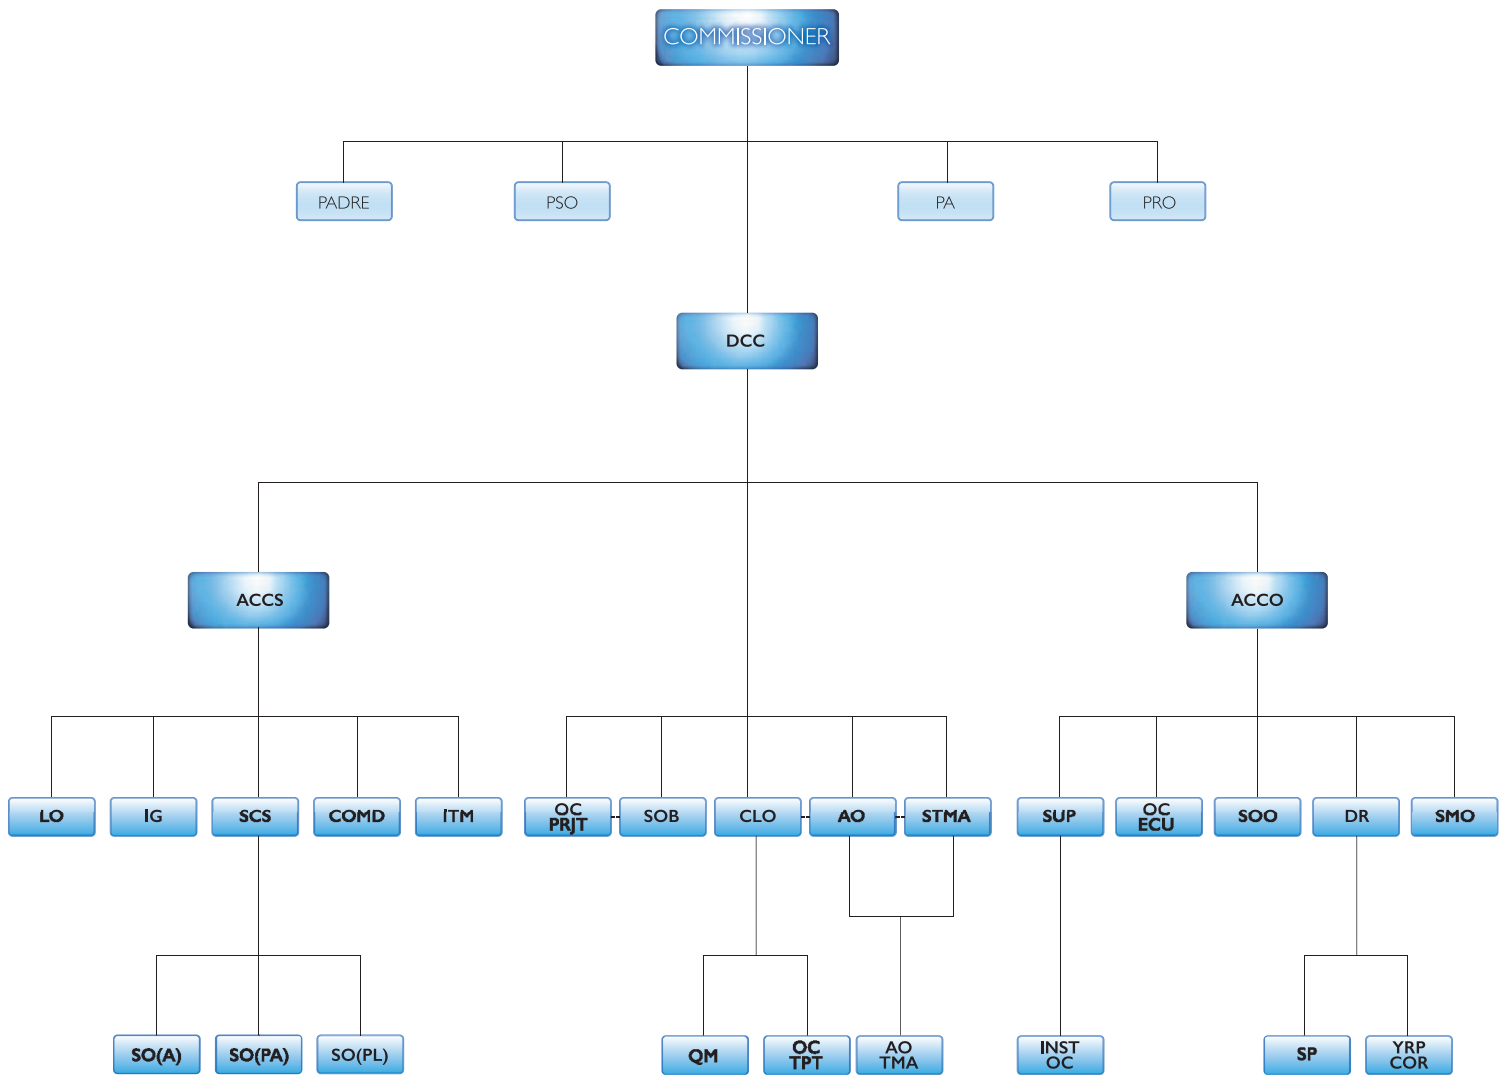 COMMISSIONER
PADRE
PSO
PA
PRO
DCC
ACCS
ACCO
LO
IG
SCS
COMD
ITM
OC
PRJT
SOB
CLO
AO
STMA
SUP
OC
ECU
SOO
DR
SMO
SO(A)
SO(PA)
SO(PL)
QM
OC
TPT
AO
TMA
INST
OC
SP
YRP
COR